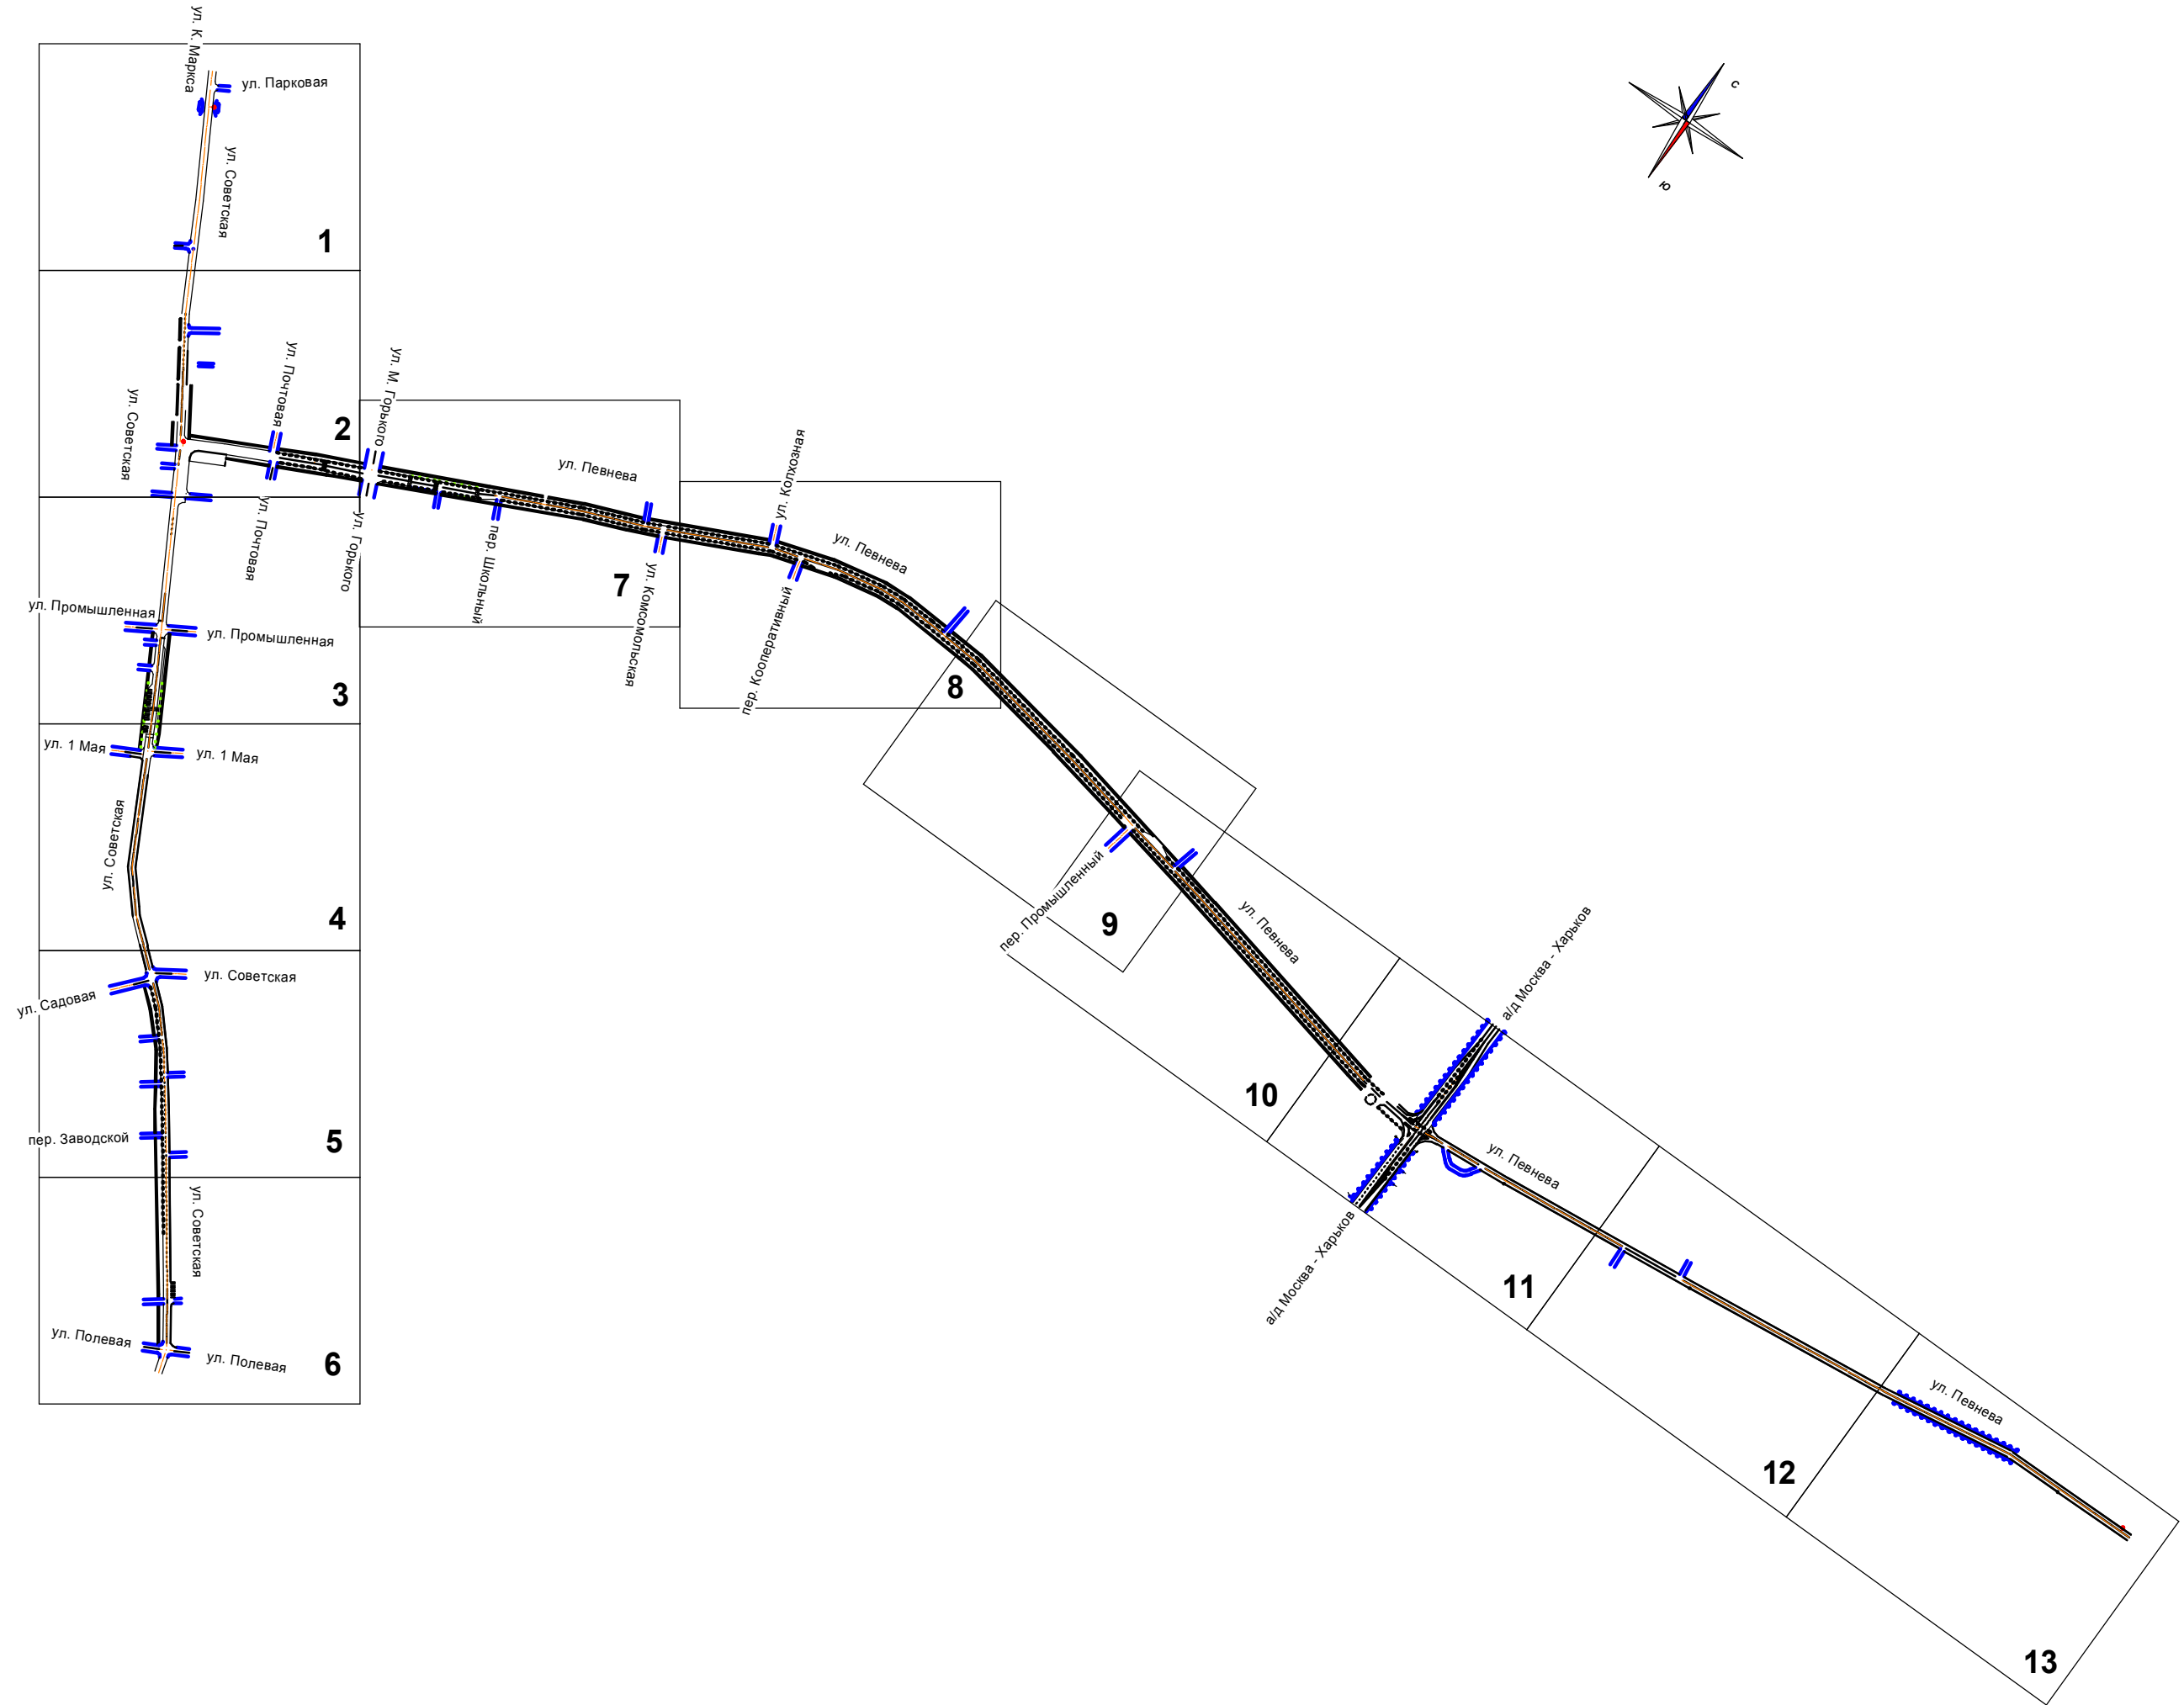 ул. К. Маркса
ул. Парковая
с
ю
ул. Советская
1
ул. Почтовая
ул. М. Горького
ул. Советская
2
ул. Колхозная
ул. Певнева
ул. Певнева
ул. Почтовая
ул. Горького
пер. Школьный
7
ул. Комсомольская
пер. Кооперативный
ул. Промышленная
ул. Промышленная
3
8
ул. 1 Мая
ул. 1 Мая
ул. Советская
пер. Промышленный
4
9
ул. Певнева
а/д Москва - Харьков
ул. Советская
ул. Садовая
10
пер. Заводской
5
ул. Певнева
ул. Советская
а/д Москва - Харьков
11
ул. Полевая
ул. Полевая
6
ул. Певнева
12
13